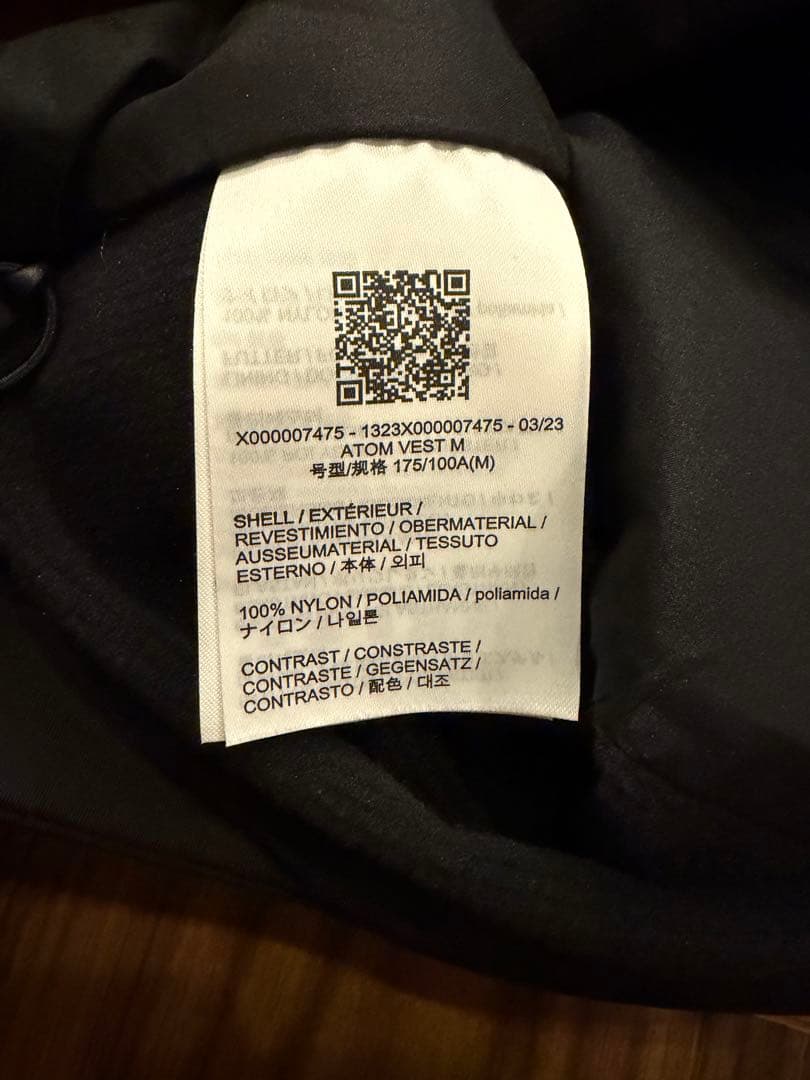 X000007475 - 1323X000007475 - 03/23
ATOM VEST M
号型/规格 175/100A(M)
SHELL / EXTÉRIEUR /
REVESTIMIENTO / OBERMATERIAL /
AUSSEUMATERIAL / TESSUTO
ESTERNO / 本体 / 외피
100% NYLON / POLIAMIDA / poliamida /
ナイロン / 나일론
CONTRAST / CONSTRASTE /
CONTRASTE / GEGENSATZ /
CONTRASTO / 配色 / 대조